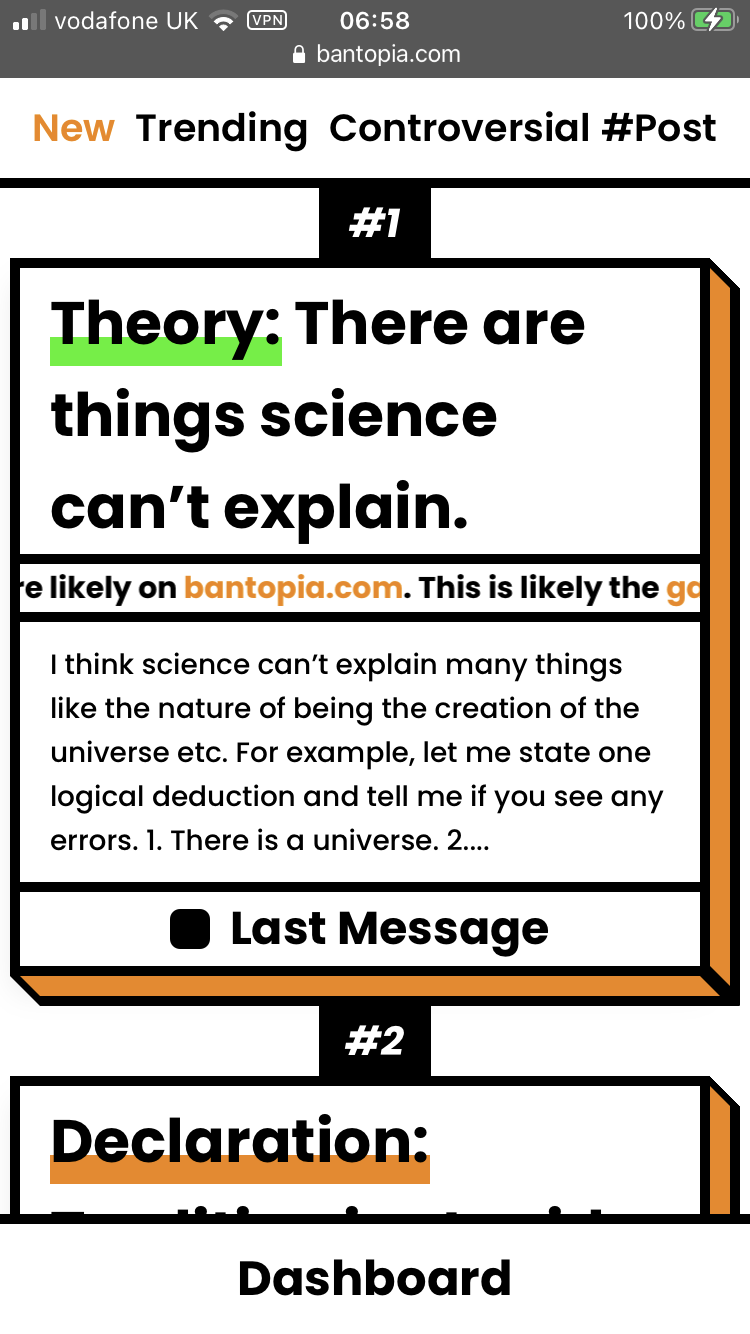 vodafone UK VPN 06:58 100%
bantopia.com
New Trending Controversial #Post
#1
Theory: There are
things science
can’t explain.
likely on bantopia.com. This is likely the
I think science can’t explain many things
like the nature of being the creation of the
universe etc. For example, let me state one
logical deduction and tell me if you see any
errors. 1. There is a universe. 2....
Last Message
#2
Declaration:
Dashboard